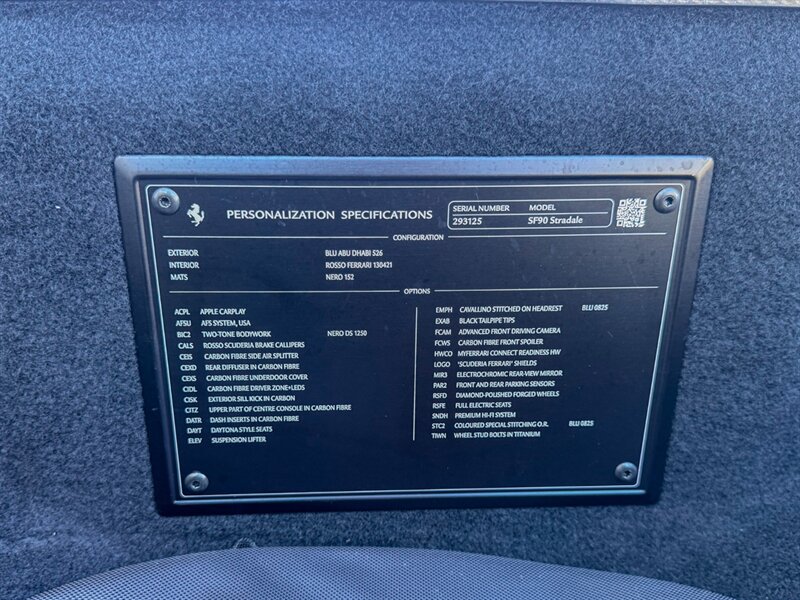 PERSONALIZATION SPECIFICATIONS
SERIAL NUMBER MODEL
293125 SF90 Stradale
CONFIGURATION
EXTERIOR BLU ABU DHABI 526
INTERIOR ROSSO FERRARI 130421
MATS NERO 152
OPTIONS
ACPL APPLE CARPLAY
AFSU AFS SYSTEM, USA
BIC2 TWO-TONE BODYWORK NERO DS 1250
CALS ROSSO SCUDERIA BRAKE CALLIPERS
CEIS CARBON FIBRE SIDE AIR SPLITTER
CEXD REAR DIFFUSER IN CARBON FIBRE
CEXS CARBON FIBRE UNDERDOOR COVER
CIDL CARBON FIBRE DRIVER ZONE+LEDS
CISK EXTERIOR SILL KICK IN CARBON
CITZ UPPER PART OF CENTRE CONSOLE IN CARBON FIBRE
DATR DASH INSERTS IN CARBON FIBRE
DAYT DAYTONA STYLE SEATS
ELEV SUSPENSION LIFTER
EMPH CAVALLINO STITCHED ON HEADREST BLU 0825
EXAB BLACK TAILPIPE TIPS
FCAM ADVANCED FRONT DRIVING CAMERA
FCWS CARBON FIBRE FRONT SPOILER
HWCO MYFERRARI CONNECT READINESS HW
LOGO "SCUDERIA FERRARI" SHIELDS
MIR3 ELECTROCHROMIC REAR-VIEW MIRROR
PAR2 FRONT AND REAR PARKING SENSORS
RSFD DIAMOND-POLISHED FORGED WHEELS
RSFE FULL ELECTRIC SEATS
SNDH PREMIUM HI-FI SYSTEM
STC2 COLOURED SPECIAL STITCHING O.R. BLU 0825
TIWN WHEEL STUD BOLTS IN TITANIUM